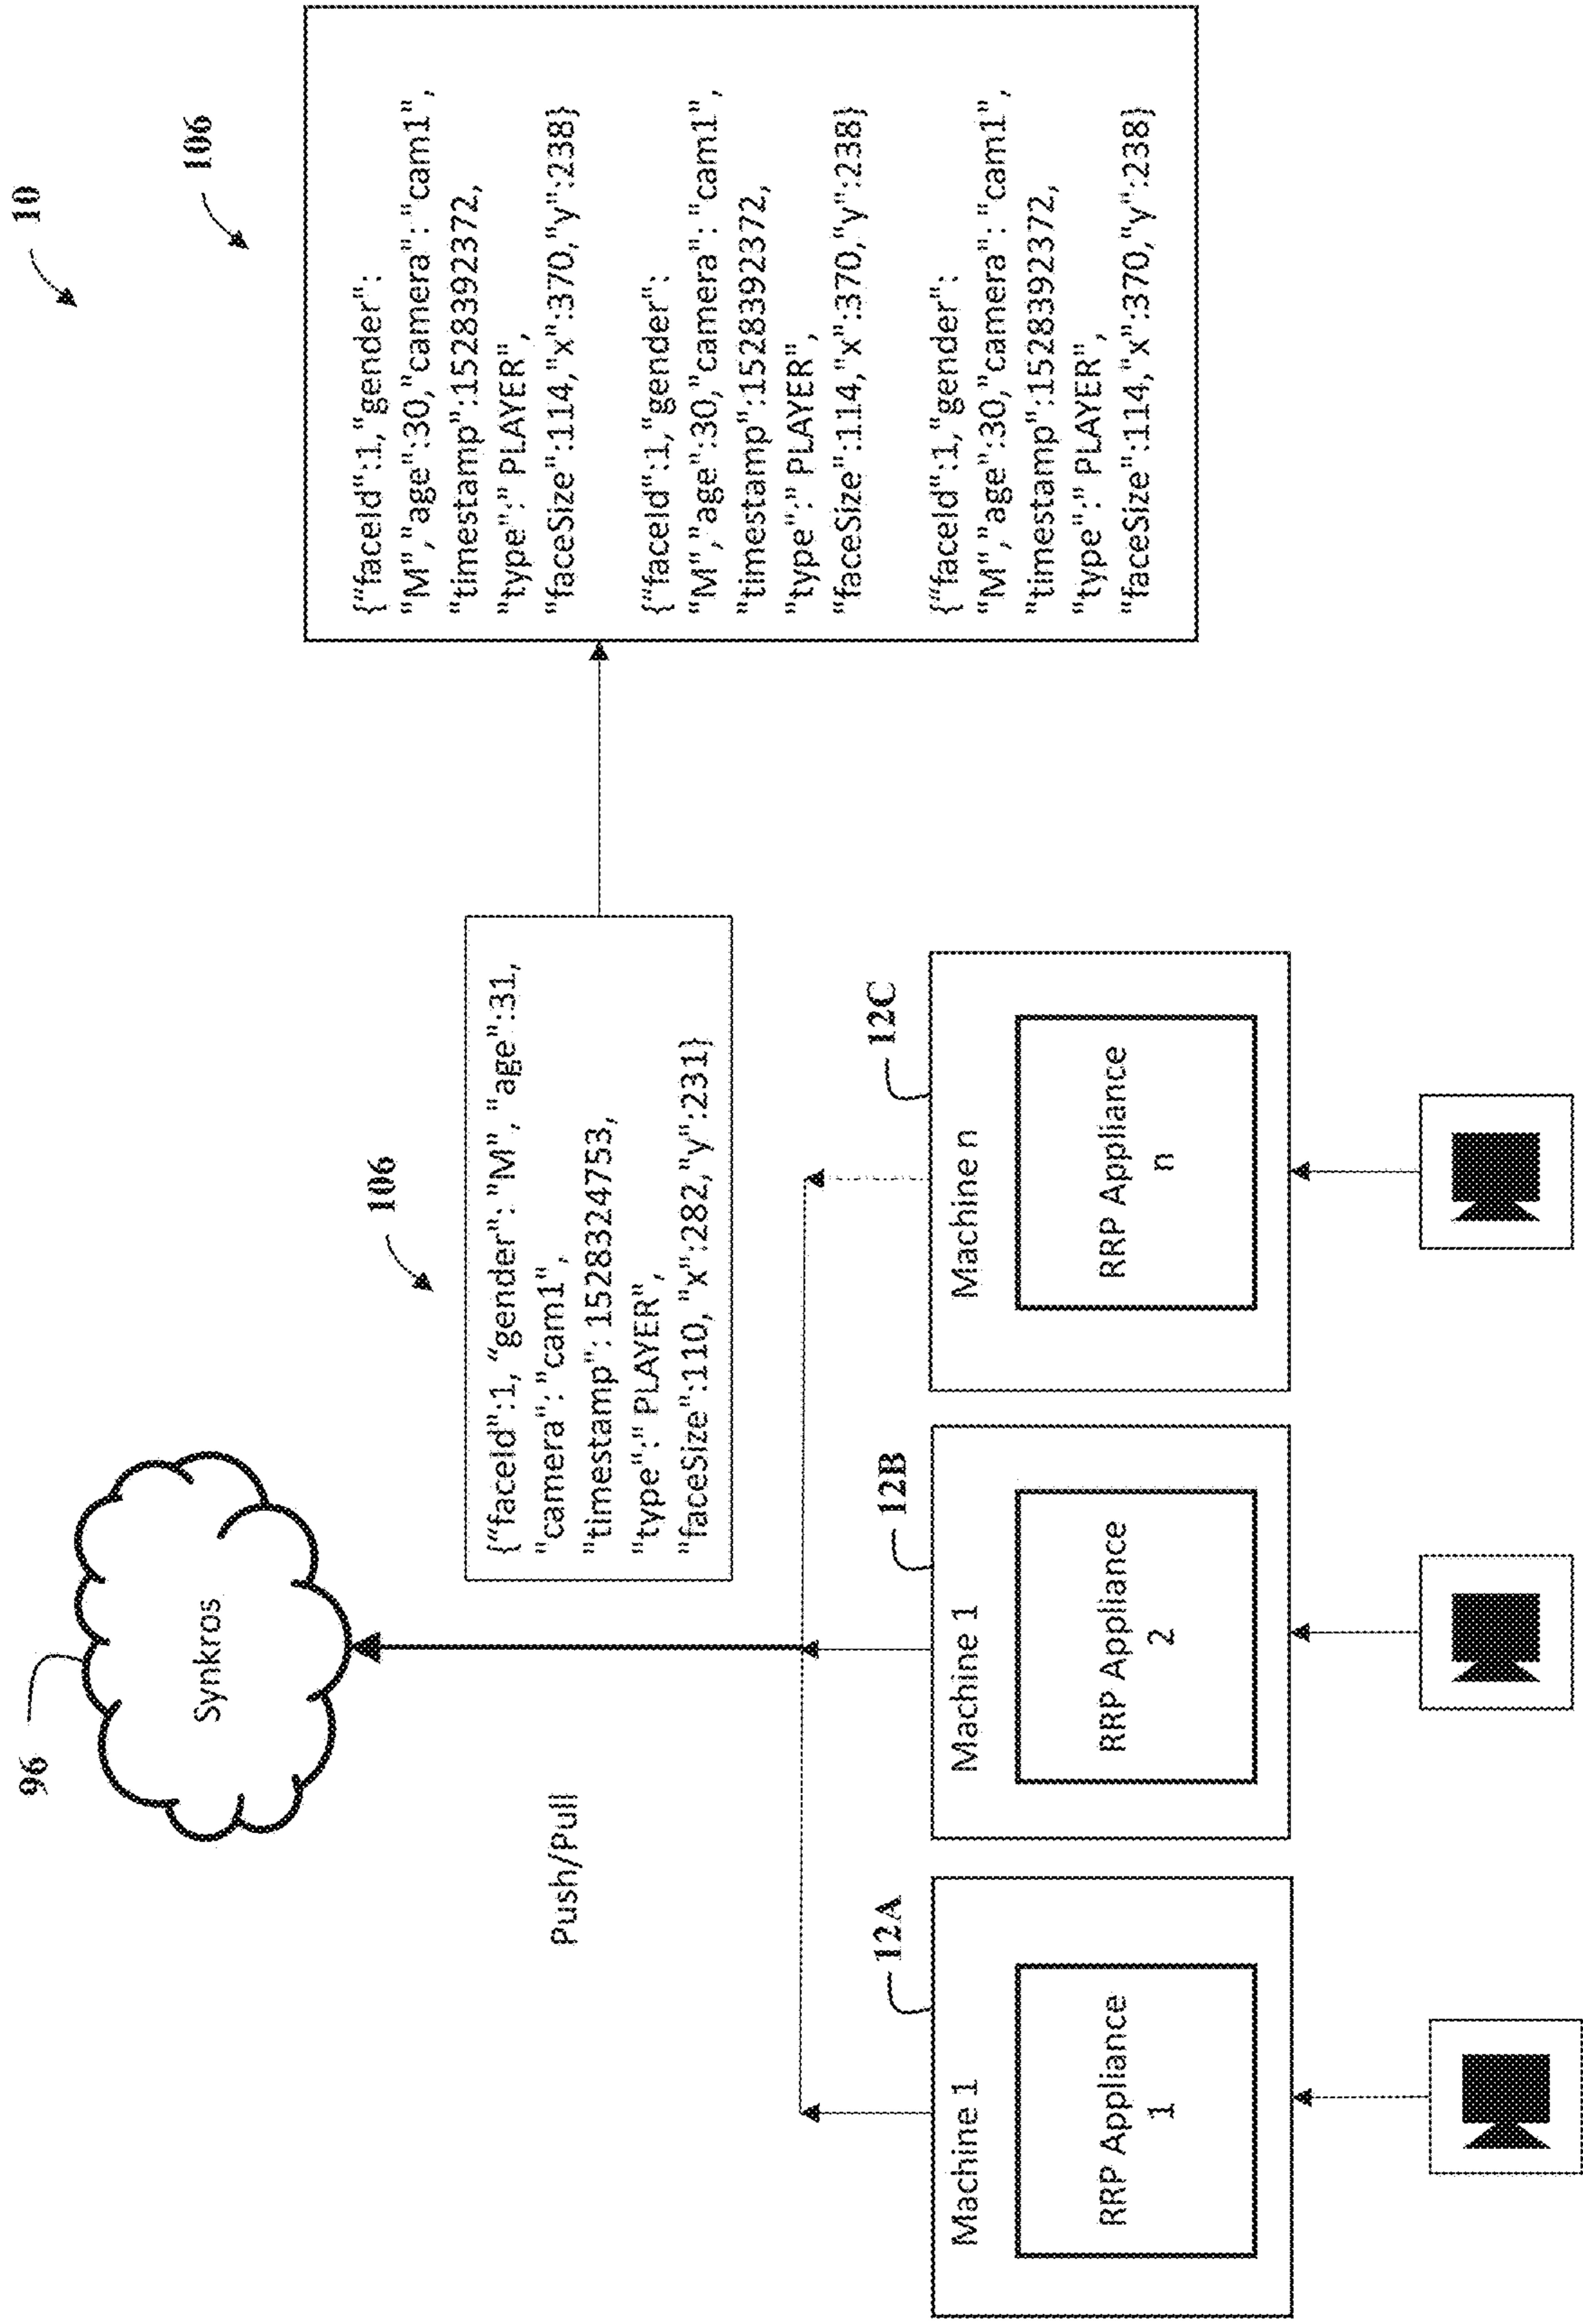 10
106
96
Synkros
Push/Pull
106
{"faceId":1, "gender": "M", "age":31,
"camera": "cam1",
"timestamp": 1528324753,
"type":" PLAYER",
"faceSize":110, "x":282, "y":231}
{"faceId":1,"gender":
"M","age":30,"camera": "cam1",
"timestamp":1528392372,
"type":" PLAYER",
"faceSize":114,"x":370,"y":238}
{"faceId":1,"gender":
"M","age":30,"camera": "cam1",
"timestamp":1528392372,
"type":" PLAYER",
"faceSize":114,"x":370,"y":238}
{"faceId":1,"gender":
"M","age":30,"camera": "cam1",
"timestamp":1528392372,
"type":" PLAYER",
"faceSize":114,"x":370,"y":238}
12A
Machine 1
RRP Appliance
1
12B
Machine 1
RRP Appliance
2
12C
Machine n
RRP Appliance
n